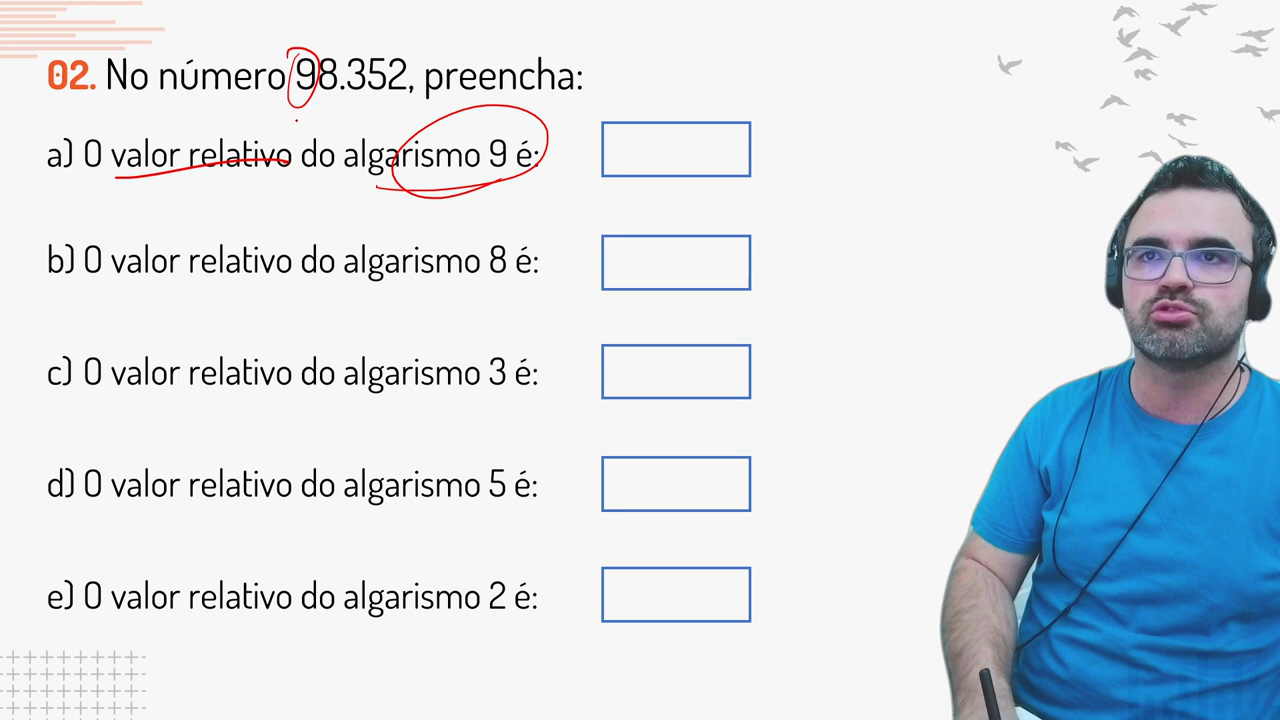 02. No número 98.352, preencha:
a) O valor relativo do algarismo 9 é:
b) O valor relativo do algarismo 8 é:
c) O valor relativo do algarismo 3 é:
d) O valor relativo do algarismo 5 é:
e) O valor relativo do algarismo 2 é: